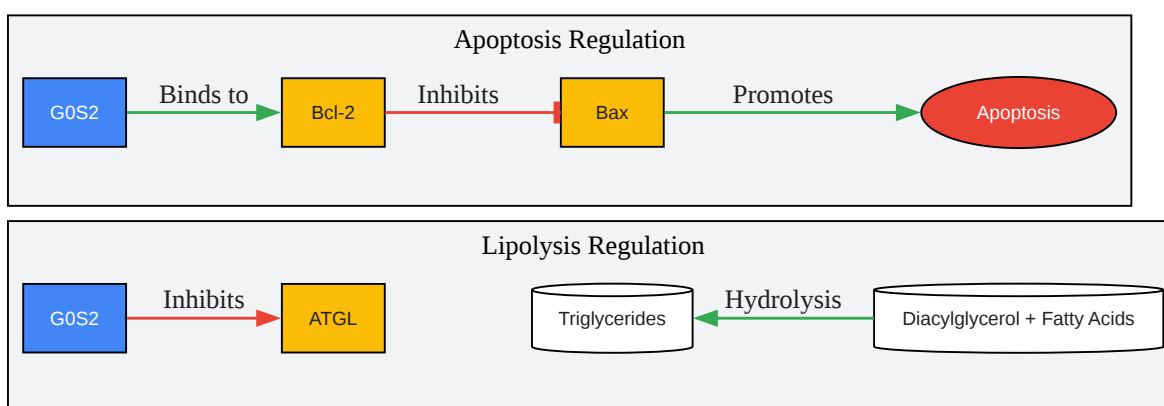 Apoptosis Regulation
G0S2
Binds to
Bcl-2
Inhibits
Bax
Promotes
Apoptosis
Lipolysis Regulation
G0S2
Inhibits
ATGL
Triglycerides
Hydrolysis
Diacylglycerol + Fatty Acids